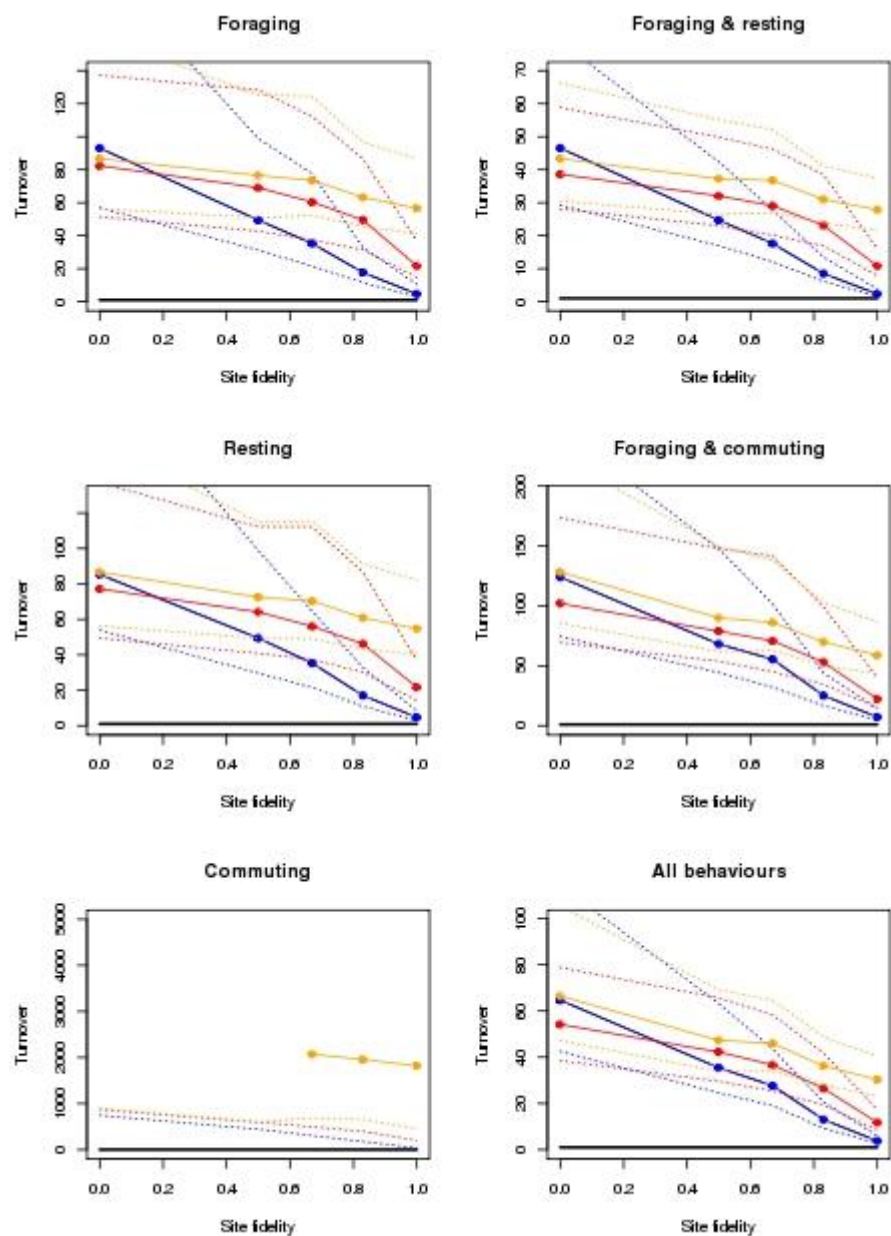 Foraging
Turnover
0 20 40 60 80 120
0.0 0.2 0.4 0.6 0.8 1.0
Site fidelity
Foraging & resting
Turnover
0 10 20 30 40 50 60 70
0.0 0.2 0.4 0.6 0.8 1.0
Site fidelity
Resting
Turnover
0 20 40 60 80 100
0.0 0.2 0.4 0.6 0.8 1.0
Site fidelity
Foraging & commuting
Turnover
0 50 100 150 200
0.0 0.2 0.4 0.6 0.8 1.0
Site fidelity
Commuting
Turnover
0 1000 2000 3000 4000 5000
0.0 0.2 0.4 0.6 0.8 1.0
Site fidelity
All behaviours
Turnover
0 20 40 60 80 100
0.0 0.2 0.4 0.6 0.8 1.0
Site fidelity